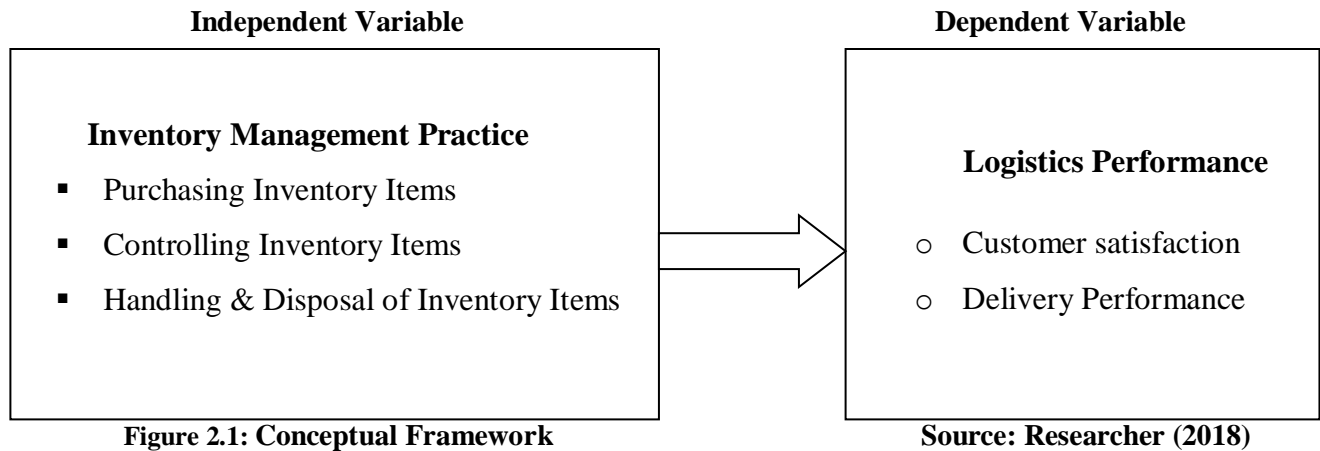 Independent Variable
Dependent Variable
Inventory Management Practice
▪ Purchasing Inventory Items
▪ Controlling Inventory Items
▪ Handling & Disposal of Inventory Items
Logistics Performance
o Customer satisfaction
o Delivery Performance
Figure 2.1: Conceptual Framework
Source: Researcher (2018)